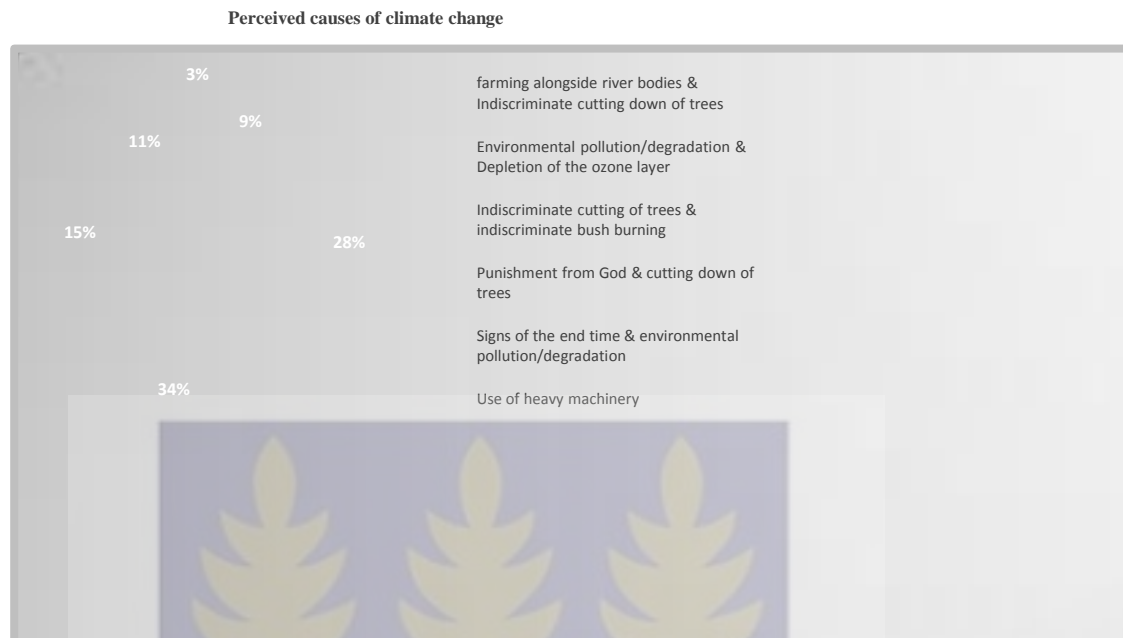 Perceived causes of climate change
3%
9%
11%
15%
28%
34%
farming alongside river bodies &
Indiscriminate cutting down of trees
Environmental pollution/degradation &
Depletion of the ozone layer
Indiscriminate cutting of trees &
indiscriminate bush burning
Punishment from God & cutting down of
trees
Signs of the end time & environmental
pollution/degradation
Use of heavy machinery